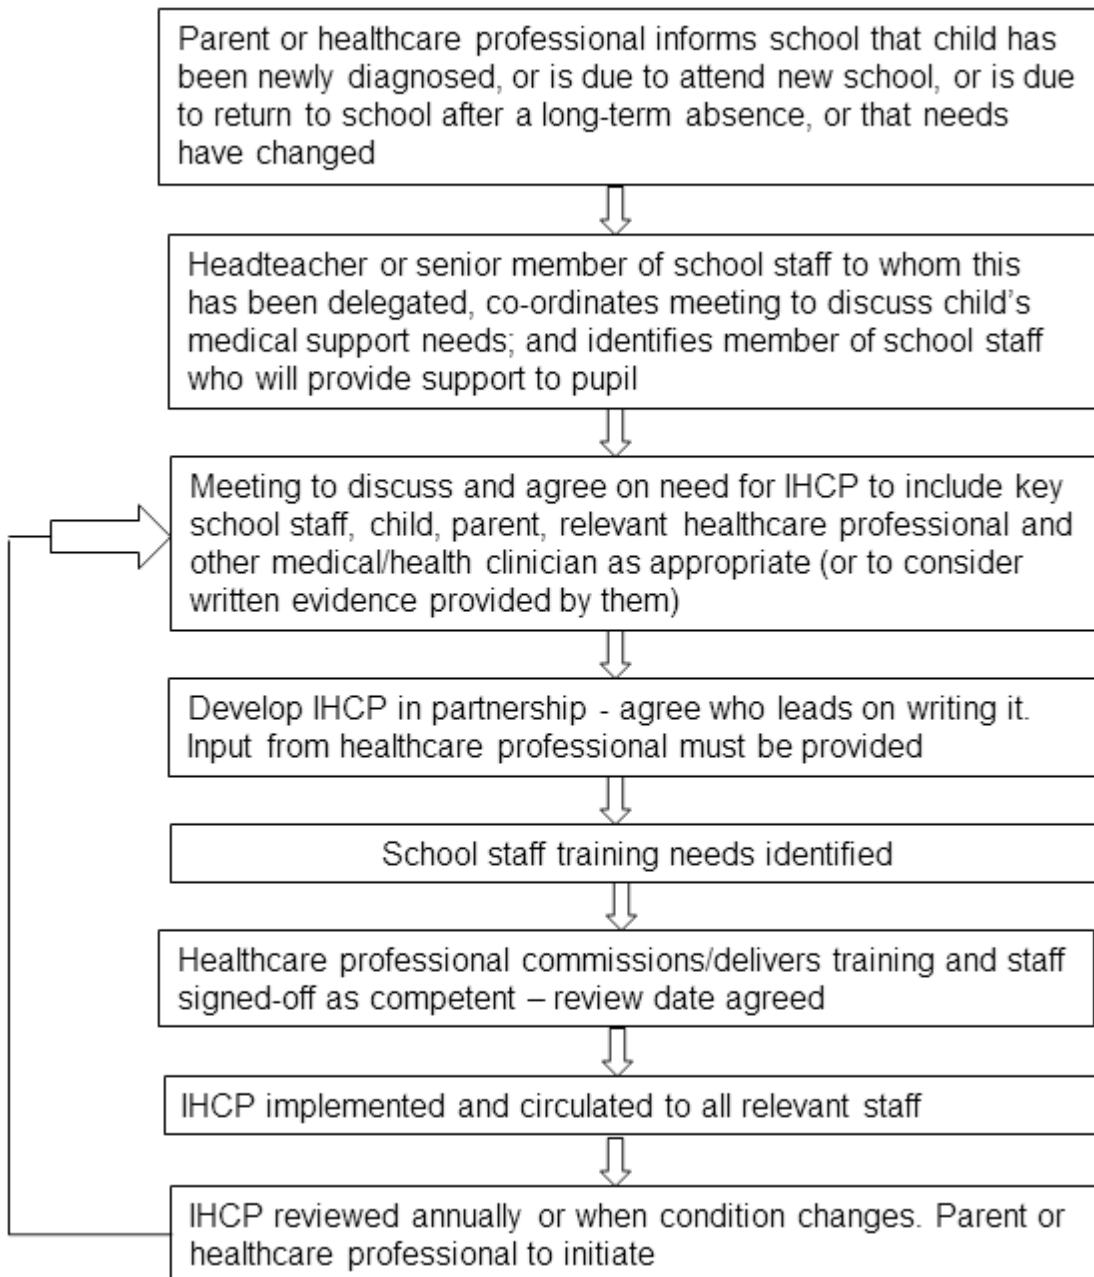 Parent or healthcare professional informs school that child has
been newly diagnosed, or is due to attend new school, or is due
to return to school after a long-term absence, or that needs
have changed
Headteacher or senior member of school staff to whom this
has been delegated, co-ordinates meeting to discuss child's
medical support needs; and identifies member of school staff
who will provide support to pupil
Meeting to discuss and agree on need for IHCP to include key
school staff, child, parent, relevant healthcare professional and
other medical/health clinician as appropriate (or to consider
written evidence provided by them)
Develop IHCP in partnership - agree who leads on writing it.
Input from healthcare professional must be provided
School staff training needs identified
Healthcare professional commissions/delivers training and staff
signed-off as competent – review date agreed
IHCP implemented and circulated to all relevant staff
IHCP reviewed annually or when condition changes. Parent or
healthcare professional to initiate